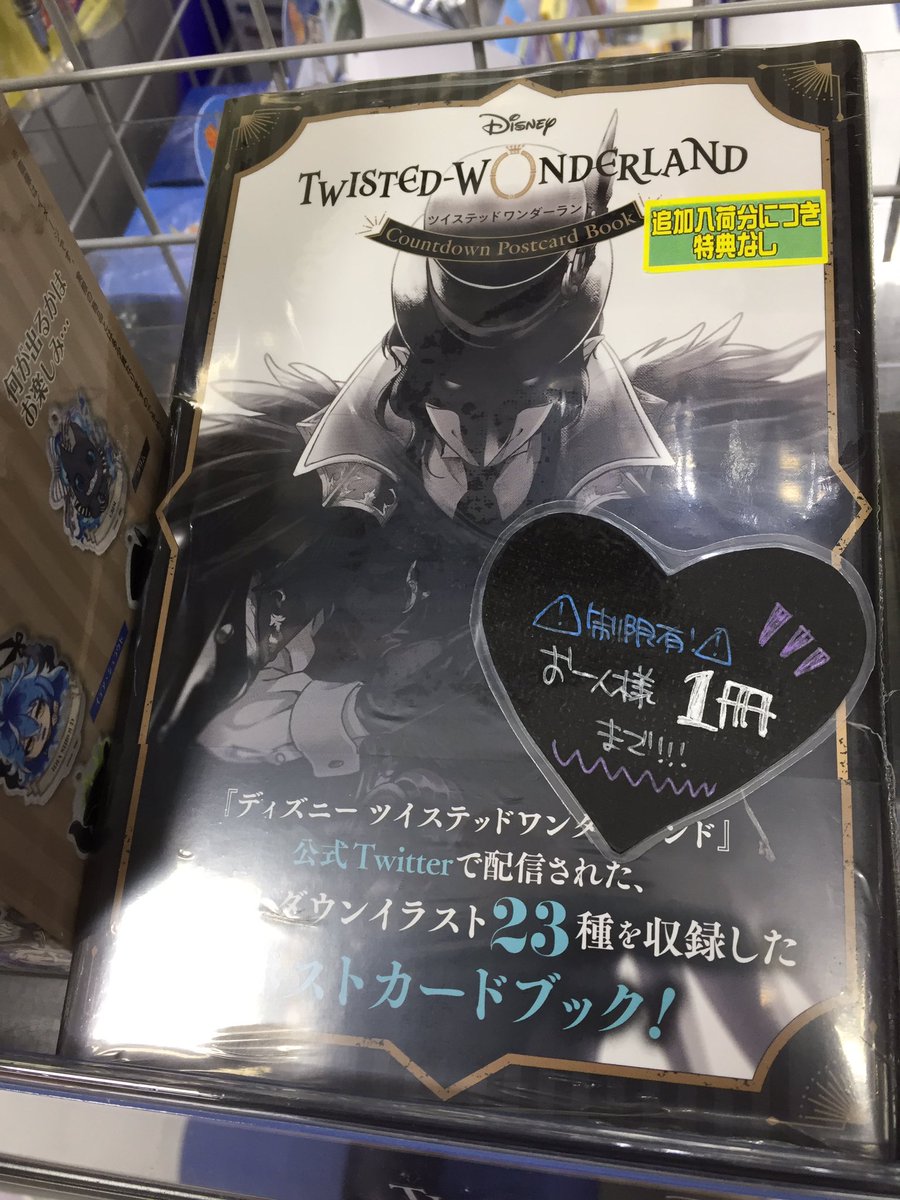 Disney
TWISTED-WONDERLAND
ツイステッドワンダーランド
Countdown Postcard Book
追加入荷分につき
特典なし
何が出るかは
お楽しみ…
制限有!
お一人様 1冊
まで!!!!
『ディズニー ツイステッドワンダ ランド』
公式Twitterで配信された、
ダウンイラスト23種を収録した
ストカードブック!